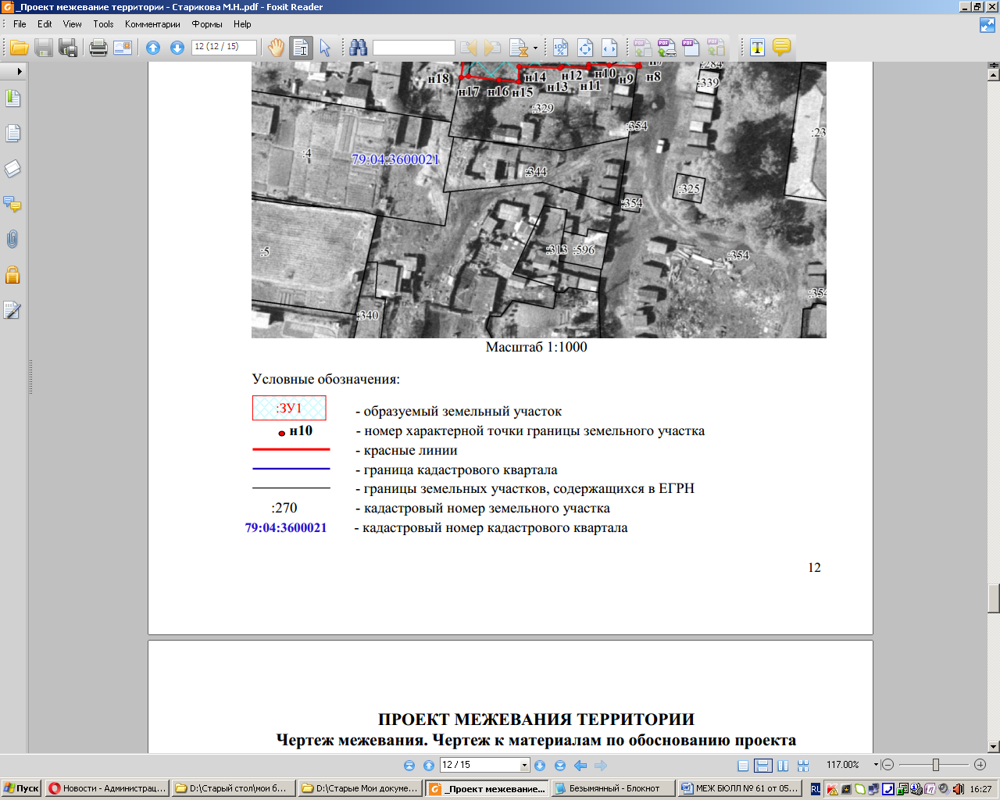 _Проект межевание территории - Старикова М.Н..pdf - Foxit Reader
File Edit View Tools Комментарии Формы Help
12 (12 / 15)
н18 н17 н16 н15 н14 н13 н12 н11 н10 н9 н8
:284
:339
:329
:354
:23
:4
79:04:3600021
:344
:325
:354
:5
:313 :596
:354
:354
:340
Масштаб 1:1000
Условные обозначения:
:ЗУ1 - образуемый земельный участок
н10 - номер характерной точки границы земельного участка
- красные линии
- граница кадастрового квартала
- границы земельных участков, содержащихся в ЕГРН
:270 - кадастровый номер земельного участка
79:04:3600021 - кадастровый номер кадастрового квартала
12
ПРОЕКТ МЕЖЕВАНИЯ ТЕРРИТОРИИ
Чертеж межевания. Чертеж к материалам по обоснованию проекта
12 / 15
117.00%
Пуск Новости - Администрац... D:\Старый стол\мои б... D:\Старые Мои докуме... _Проект межевание... Безымянный - Блокнот МЕЖ БЮЛЛ № 61 от 05... RL 16:27